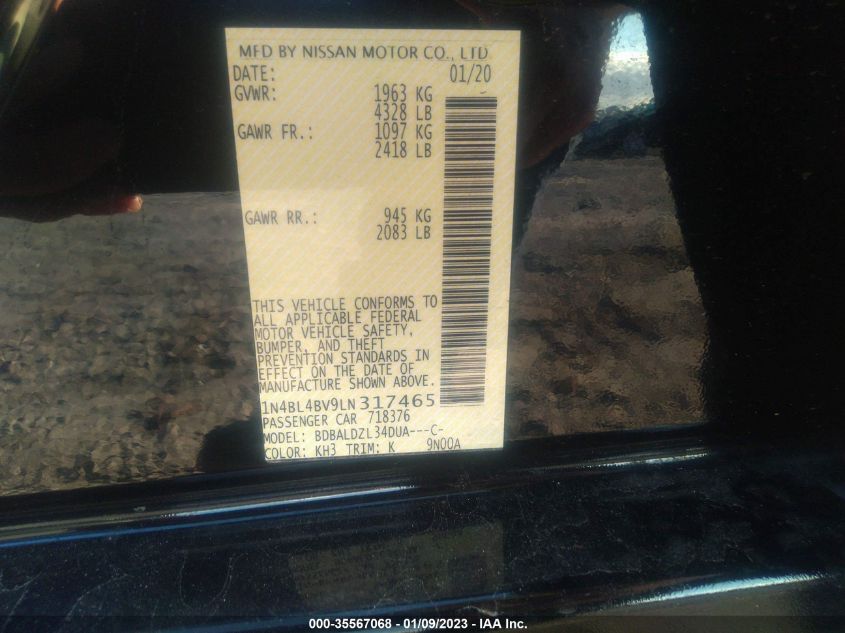 MFD BY NISSAN MOTOR CO., LTD.
DATE: 01/20
GVWR: 1963 KG
4328 LB
GAWR FR.: 1097 KG
2418 LB
GAWR RR.: 945 KG
2083 LB
THIS VEHICLE CONFORMS TO
ALL APPLICABLE FEDERAL
MOTOR VEHICLE SAFETY,
BUMPER, AND THEFT
PREVENTION STANDARDS IN
EFFECT ON THE DATE OF
MANUFACTURE SHOWN ABOVE.
1N4BL4BV9LN317465
PASSENGER CAR 718376
MODEL: BDBALDZL34DUA---C-
COLOR: KH3 TRIM: K 9N00A
000-35567068 - 01/09/2023 - IAA Inc.